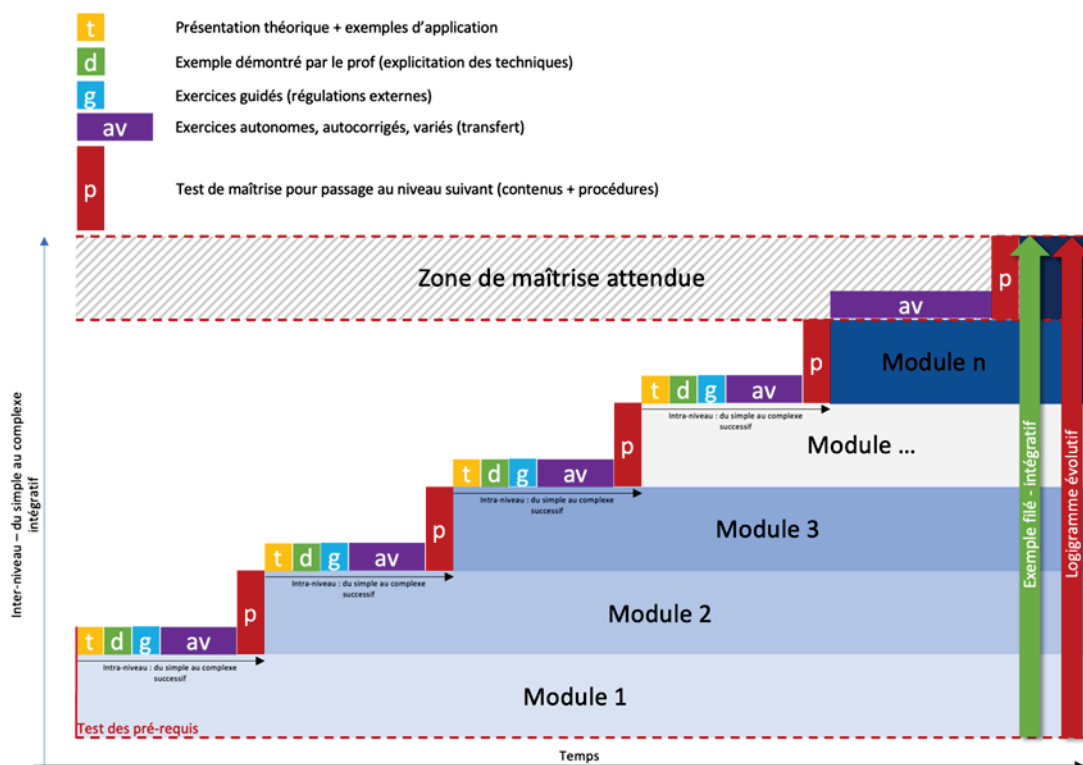 t
Présentation théorique + exemples d'application
d
Exemple démontré par le prof (explicitation des techniques)
g
Exercices guidés (régulations externes)
av
Exercices autonomes, autocorrigés, variés (transfert)
p
Test de maîtrise pour passage au niveau suivant (contenus + procédures)
Zone de maîtrise attendue
av
p
p
Module n
t d g av
Intra-niveau : du simple au complexe
successif
p
Module ...
t d g av
Intra-niveau : du simple au complexe
successif
p
Module 3
t d g av
Intra-niveau : du simple au complexe
successif
p
Module 2
t d g av
Intra-niveau : du simple au complexe
successif
Module 1
Test des pré-requis
Temps
Inter-niveau – du simple au complexe
intégratif
Exemple filé - intégratif
Logigramme évolutif